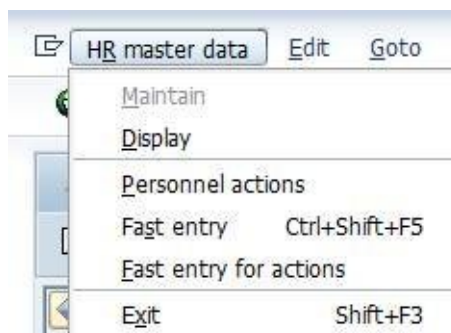 HR master data Edit Goto
Maintain
Display
Personnel actions
Fast entry Ctrl+Shift+F5
Fast entry for actions
Exit Shift+F3